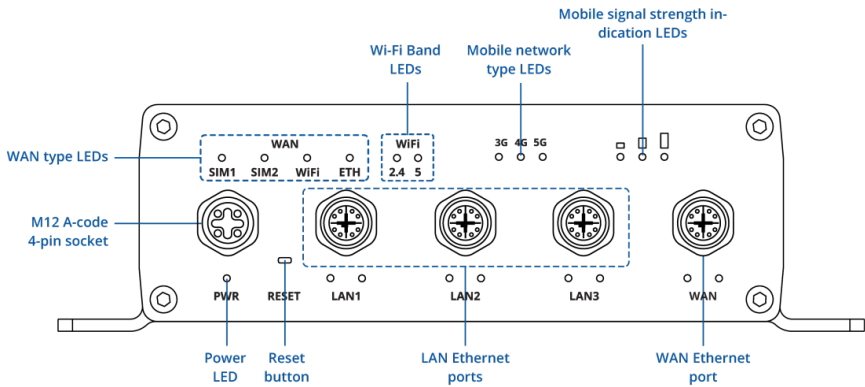 Mobile signal strength in-
dication LEDs
Wi-Fi Band
LEDs
Mobile network
type LEDs
WAN type LEDs
WAN
SIM1 SIM2 WiFi ETH
WiFi
2.4 5
3G 4G 5G
M12 A-code
4-pin socket
PWR RESET LAN1 LAN2 LAN3 WAN
Power
LED
Reset
button
LAN Ethernet
ports
WAN Ethernet
port